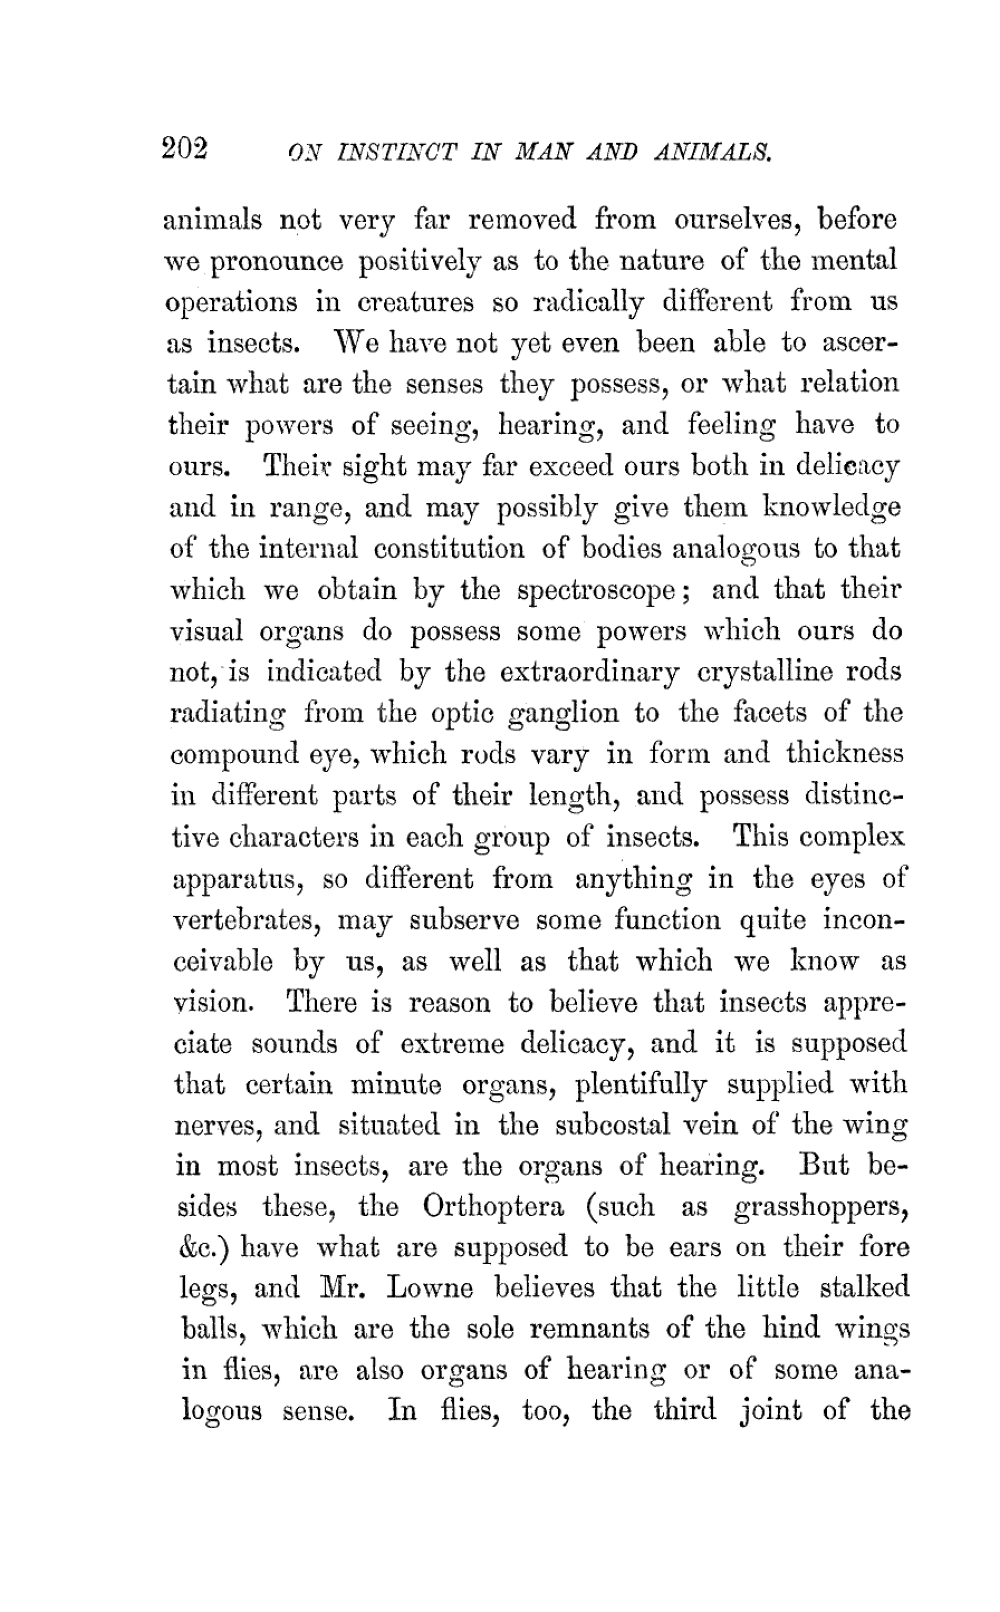 202 ON INSTINCT IN MAN AND ANIMALS.
animals not very far removed from ourselves, before
we pronounce positively as to the nature of the mental
operations in creatures so radically different from us
as insects. We have not yet even been able to ascer-
tain what are the senses they possess, or what relation
their powers of seeing, hearing, and feeling have to
ours. Their sight may far exceed ours both in delicacy
and in range, and may possibly give them knowledge
of the internal constitution of bodies analogous to that
which we obtain by the spectroscope; and that their
visual organs do possess some powers which ours do
not, is indicated by the extraordinary crystalline rods
radiating from the optic ganglion to the facets of the
compound eye, which rods vary in form and thickness
in different parts of their length, and possess distinc-
tive characters in each group of insects. This complex
apparatus, so different from anything in the eyes of
vertebrates, may subserve some function quite incon-
ceivable by us, as well as that which we know as
vision. There is reason to believe that insects appre-
ciate sounds of extreme delicacy, and it is supposed
that certain minute organs, plentifully supplied with
nerves, and situated in the subcostal vein of the wing
in most insects, are the organs of hearing. But be-
sides these, the Orthoptera (such as grasshoppers,
&c.) have what are supposed to be ears on their fore
legs, and Mr. Lowne believes that the little stalked
balls, which are the sole remnants of the hind wings
in flies, are also organs of hearing or of some ana-
logous sense. In flies, too, the third joint of the